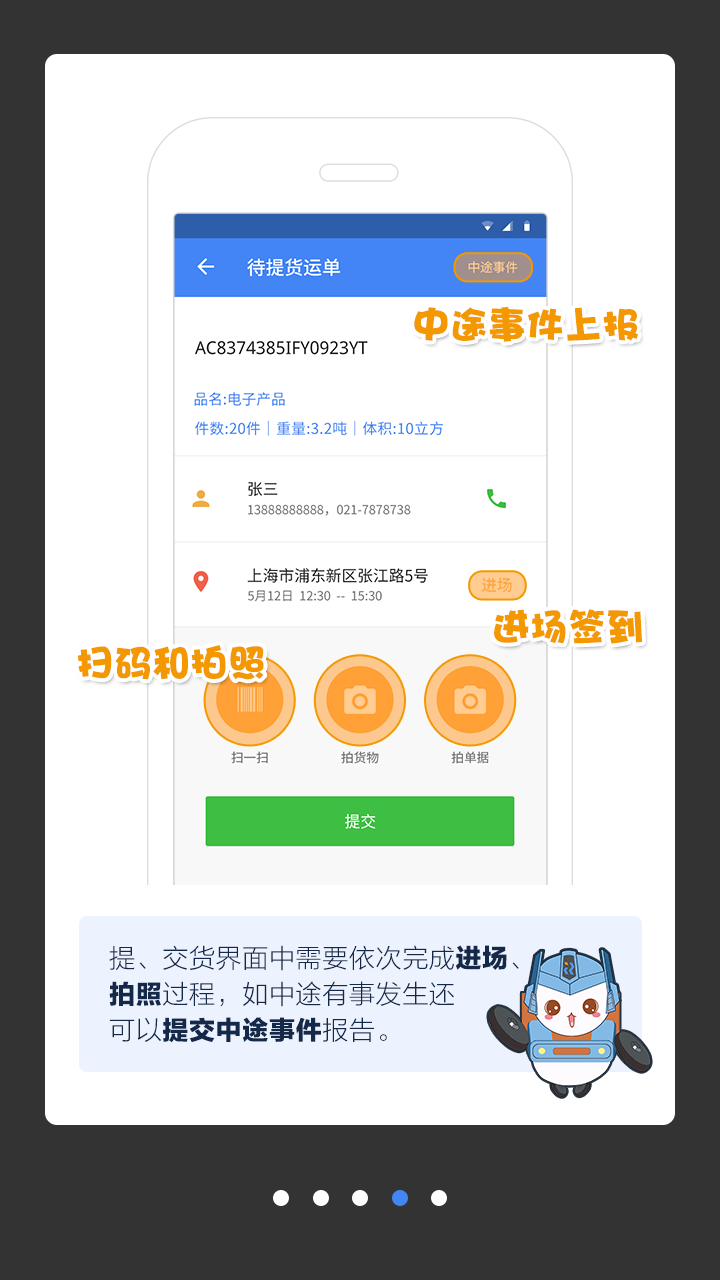 待提货运单
中途事件
中途事件上报
AC8374385IFY0923YT
品名:电子产品
件数:20件｜重量:3.2吨｜体积:10立方
张三
13888888888，021-7878738
上海市浦东新区张江路5号
5月12日 12:30 -- 15:30
进场
进场签到
扫码和拍照
扫一扫
拍货物
拍单据
提交
提、交货界面中需要依次完成进场、
拍照过程，如中途有事发生还
可以提交中途事件报告。